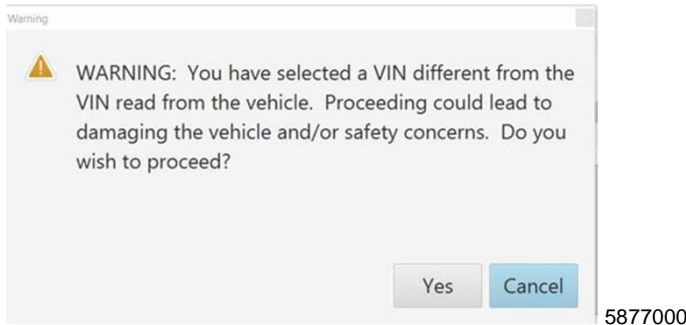 Warning
WARNING: You have selected a VIN different from the
VIN read from the vehicle. Proceeding could lead to
damaging the vehicle and/or safety concerns. Do you
wish to proceed?
Yes Cancel
5877000